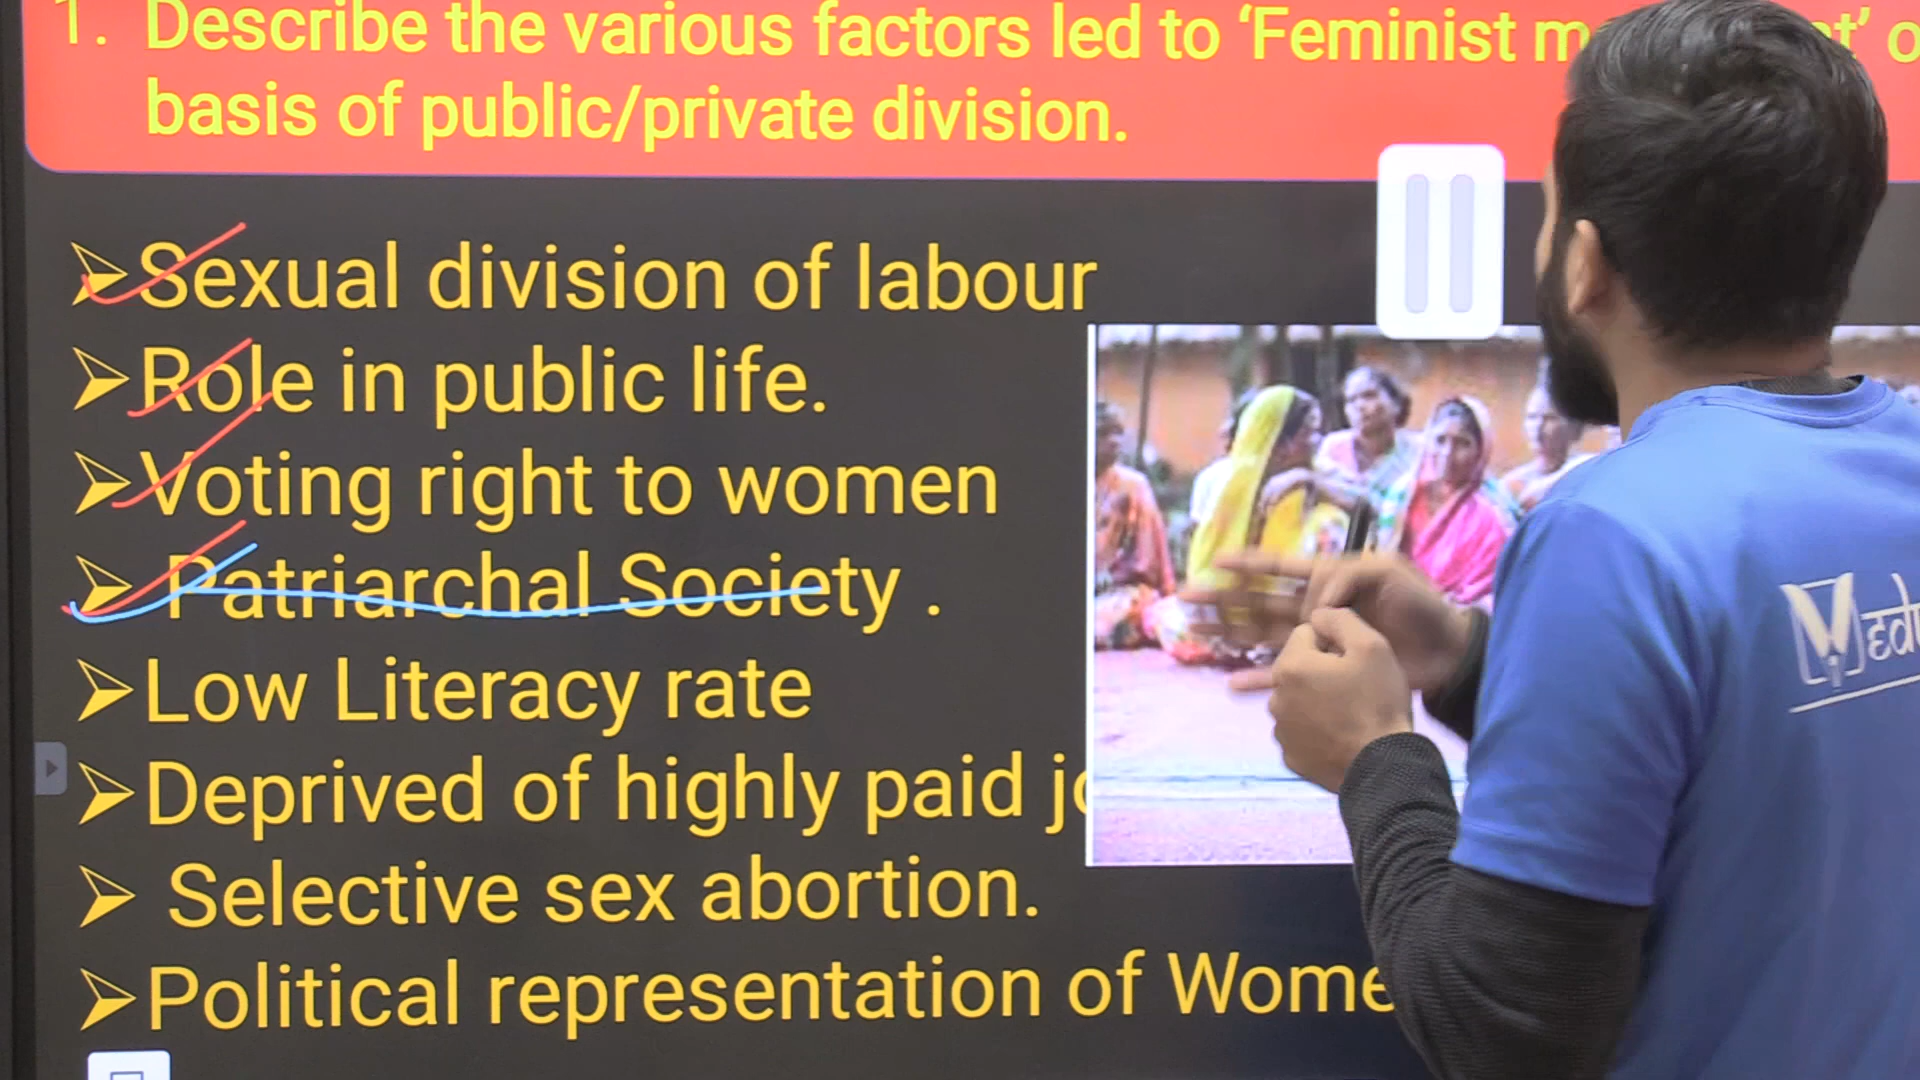 1. Describe the various factors led to ‘Feminist
basis of public/private division.
➢Sexual division of labour
➢Role in public life.
➢Voting right to women
➢ Patriarchal Society .
➢Low Literacy rate
➢Deprived of highly paid
➢ Selective sex abortion.
➢Political representation of